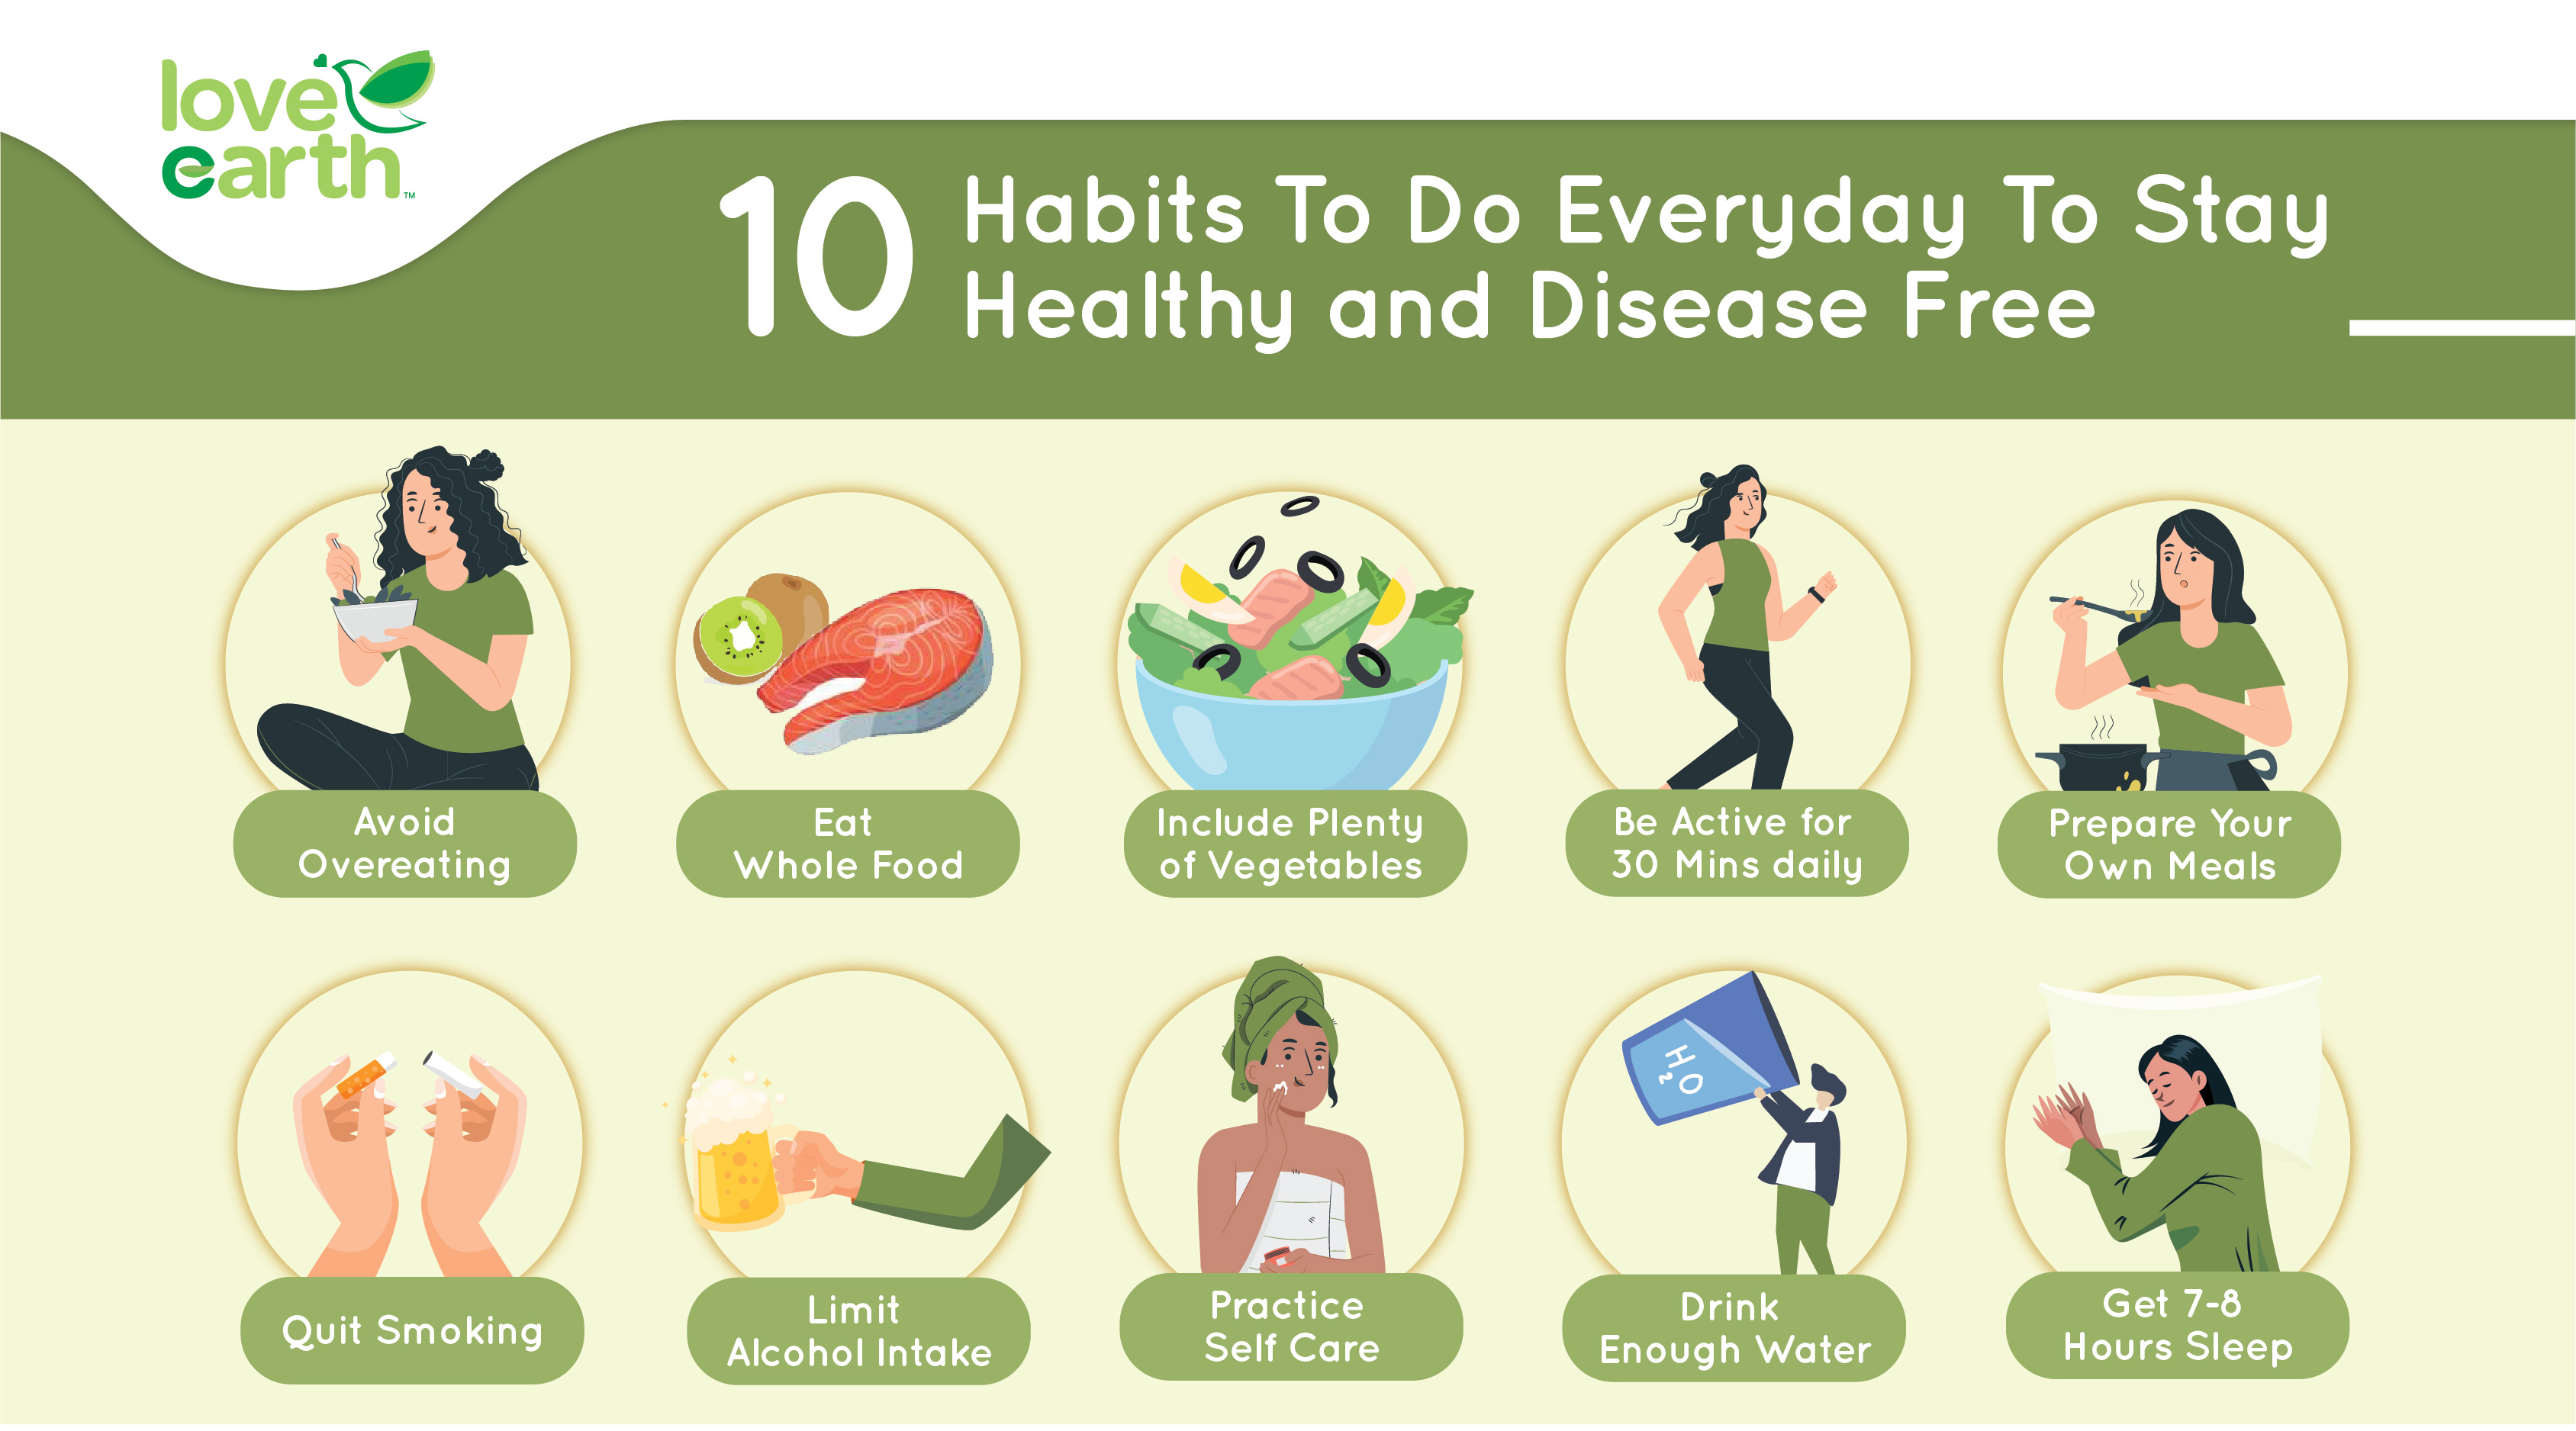 love
earth™
10 Habits To Do Everyday To Stay
Healthy and Disease Free
Avoid
Overeating
Eat
Whole Food
Include Plenty
of Vegetables
Be Active for
30 Mins daily
Prepare Your
Own Meals
Quit Smoking
Limit
Alcohol Intake
Practice
Self Care
H₂O
Drink
Enough Water
Get 7-8
Hours Sleep